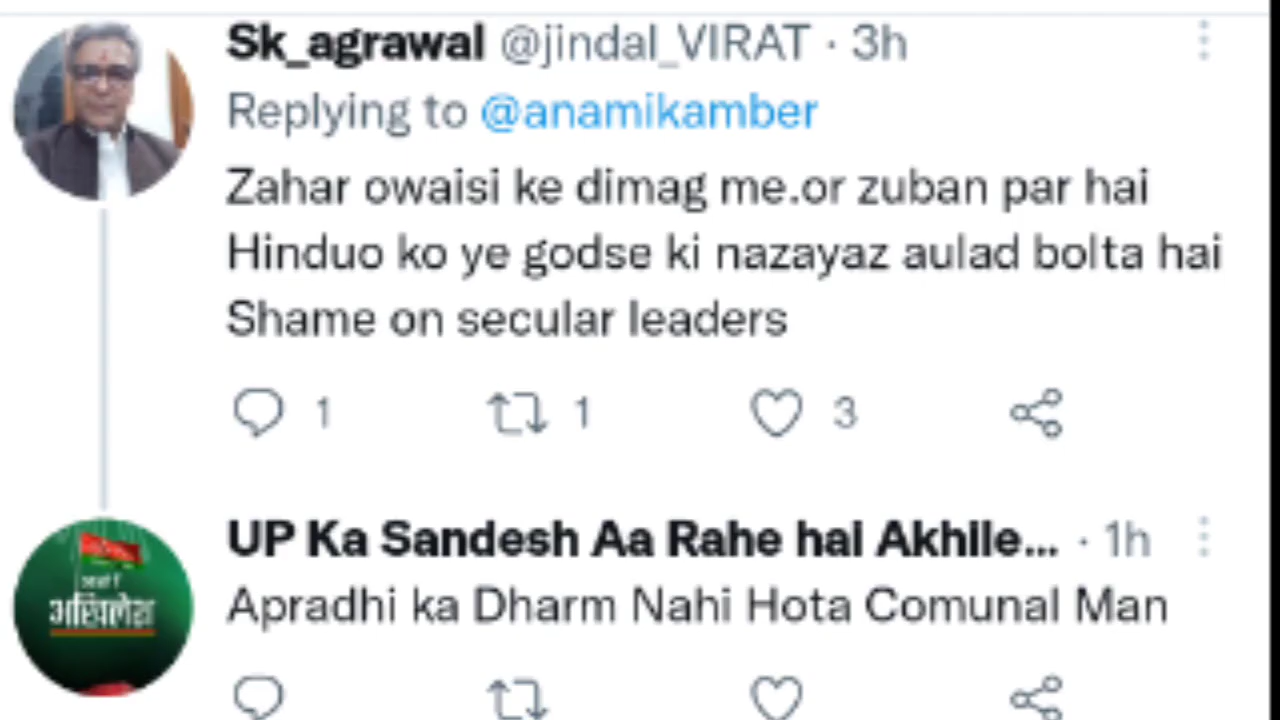 Sk_agrawal @jindal_VIRAT · 3h
Replying to @anamikamber
Zahar owaisi ke dimag me.or zuban par hai
Hinduo ko ye godse ki nazayaz aulad bolta hai
Shame on secular leaders
1 1 3
UP Ka Sandesh Aa Rahe hai Akhile... · 1h
अखिलेश
Apradhi ka Dharm Nahi Hota Comunal Man